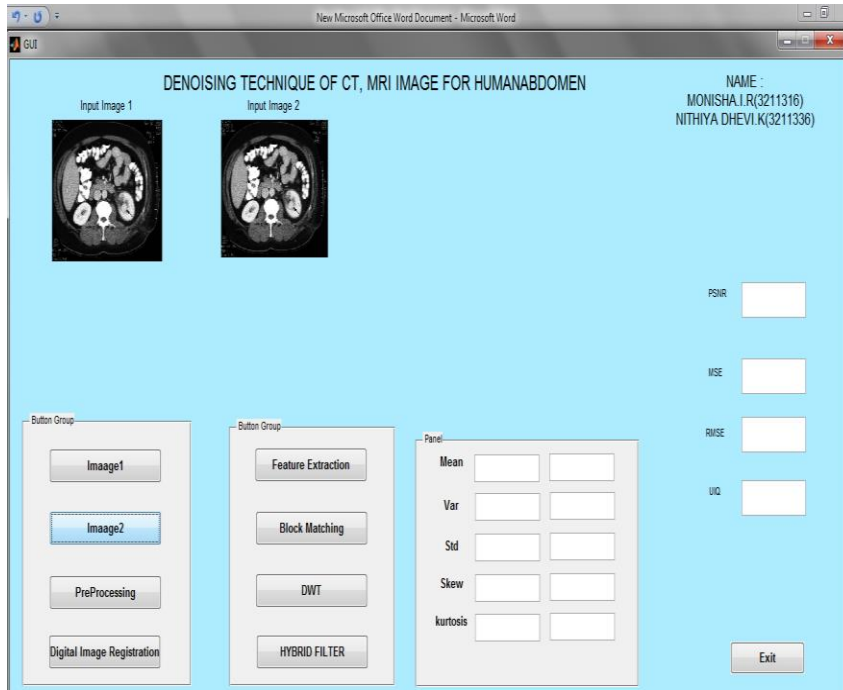 New Microsoft Office Word Document - Microsoft Word
GUI
DENOISING TECHNIQUE OF CT, MRI IMAGE FOR HUMANABDOMEN
NAME :
MONISHA.I.R(3211316)
NITHIYA DHEVI.K(3211336)
Input Image 1
Input Image 2
PSNR
MSE
RMSE
UIQ
Button Group
Imaage1
Imaage2
PreProcessing
Digital Image Registration
Button Group
Feature Extraction
Block Matching
DWT
HYBRID FILTER
Panel
Mean
Var
Std
Skew
kurtosis
Exit